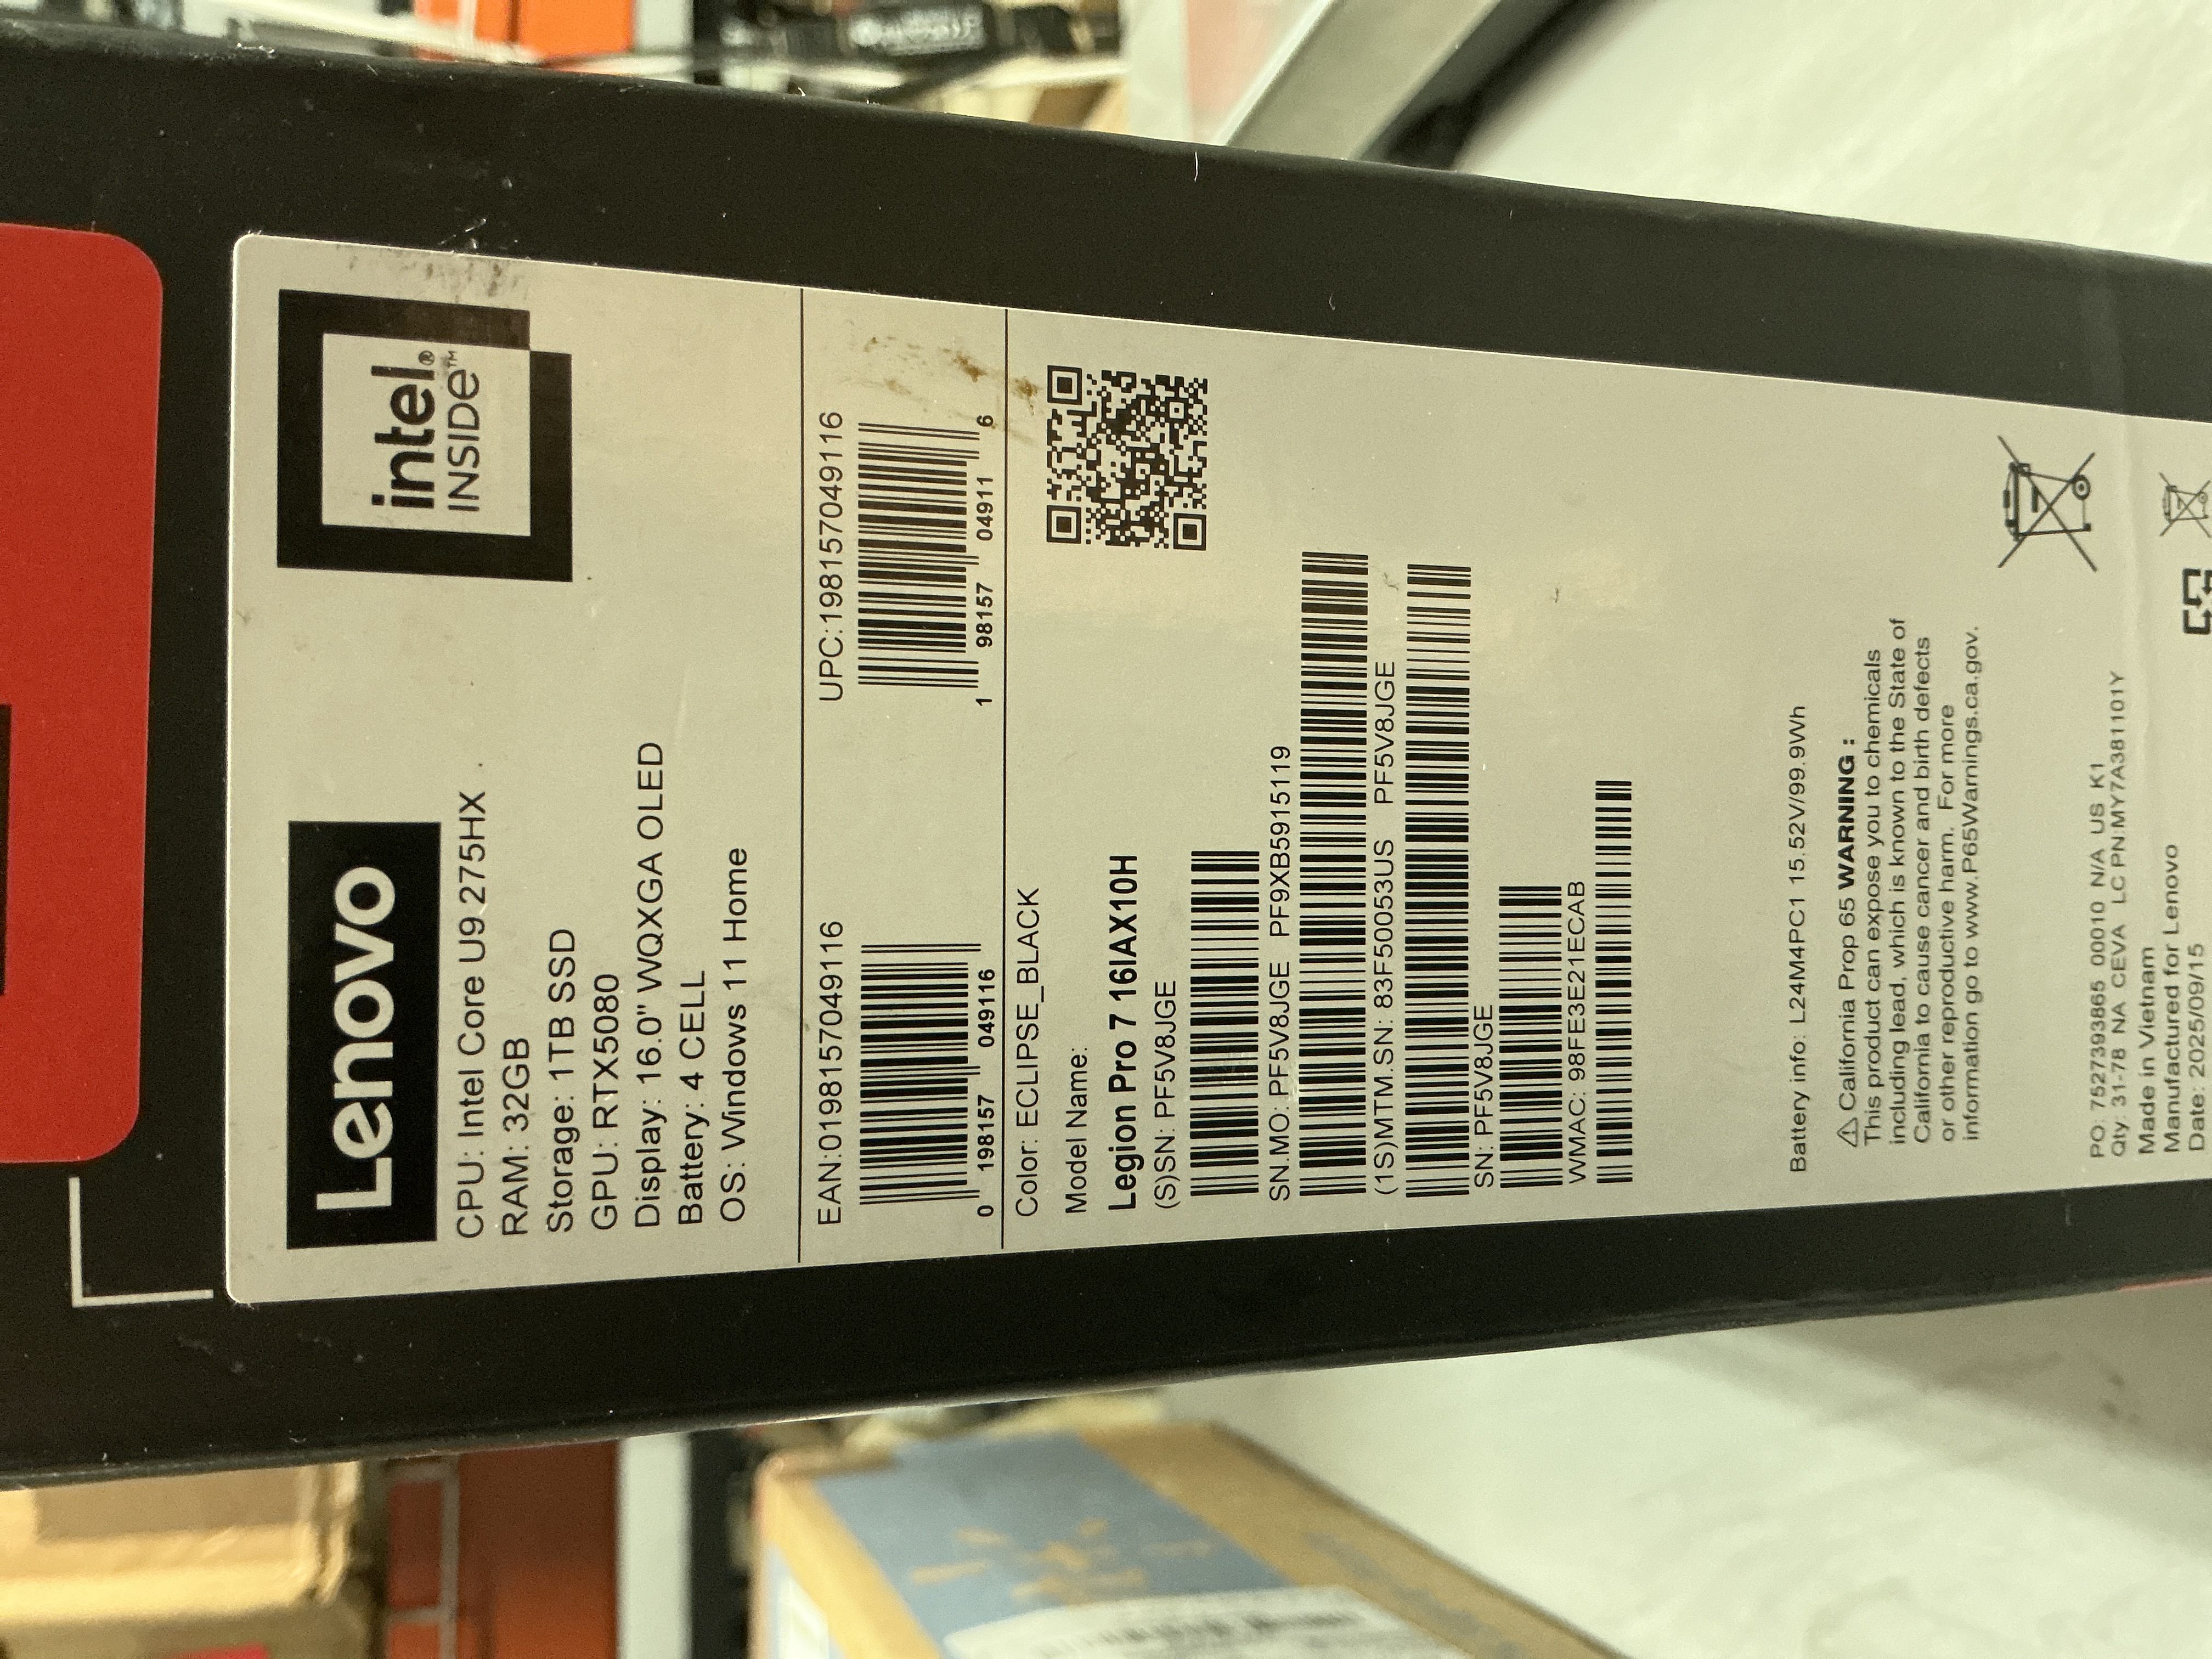 Lenovo
intel®
INSIDE™
CPU: Intel Core U9 275HX
RAM: 32GB
Storage: 1TB SSD
GPU: RTX5080
Display: 16.0" WQXGA OLED
Battery: 4 CELL
OS: Windows 11 Home
EAN:0198157049116
UPC:198157049116
0 198157 049116
1 98157 04911 6
Color: ECLIPSE_BLACK
Model Name:
Legion Pro 7 16IAX10H
(S)SN: PF5V8JGE
SN.MO: PF5V8JGE PF9XB5915119
(1S)MTM.SN: 83F50053US PF5V8JGE
SN: PF5V8JGE
WMAC: 98FE3E21ECAB
Battery info: L24M4PC1 15.52V/99.9Wh
⚠California Prop 65 WARNING :
This product can expose you to chemicals
including lead, which is known to the State of
California to cause cancer and birth defects
or other reproductive harm. For more
information go to www.P65Warnings.ca.gov.
PO: 7527393865 00010 N/A US K1
Qty: 31-78 NA CEVA LC PN:MY7A381101Y
Made in Vietnam
Manufactured for Lenovo
Date: 2025/09/15